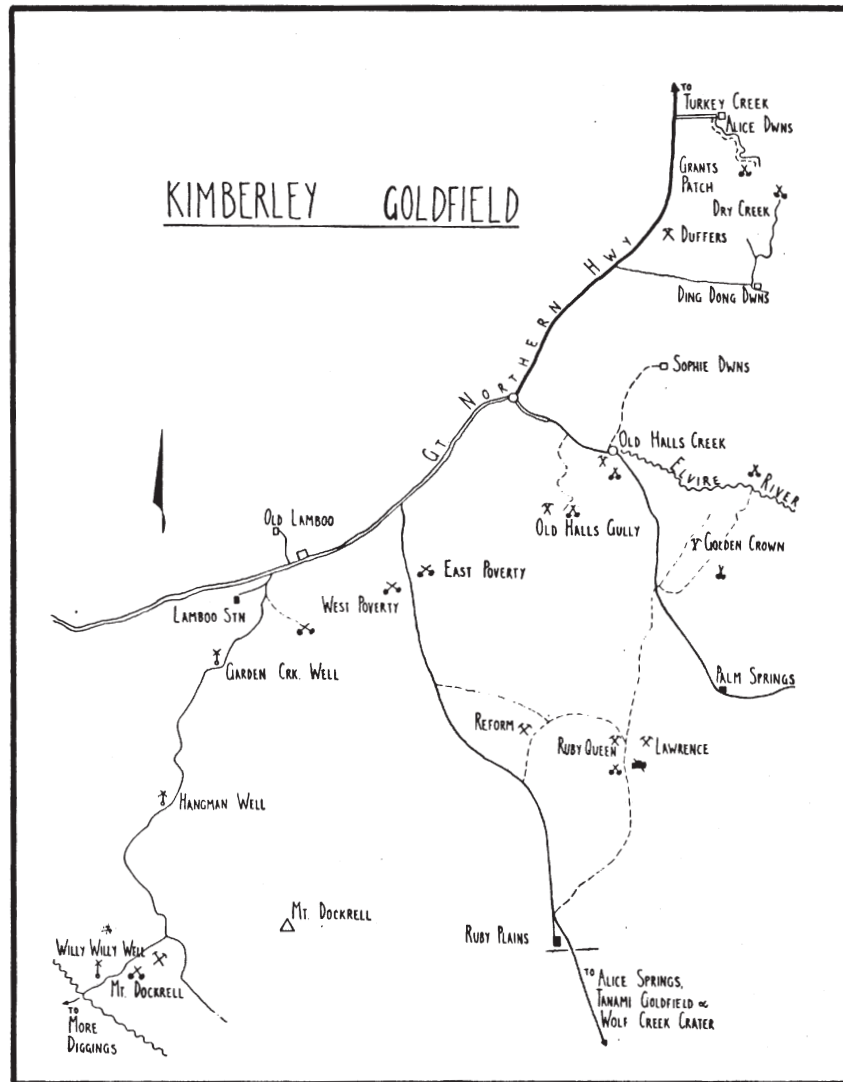 TO
TURKEY CREEK
ALICE DWNS
GRANTS
PATCH
KIMBERLEY GOLDFIELD
DRY CREEK
DUFFERS
DING DONG DWNS
GT NORTHERN HWY
SOPHIE DWNS
OLD HALLS CREEK
ELVIRE RIVER
OLD LAMBOO
OLD HALLS GULLY
GOLDEN CROWN
EAST POVERTY
WEST POVERTY
LAMBOO STN
GARDEN CRK. WELL
PALM SPRINGS
REFORM
RUBY QUEEN
LAWRENCE
HANGMAN WELL
MT. DOCKRELL
RUBY PLAINS
WILLY WILLY WELL
MT. DOCKRELL
TO
ALICE SPRINGS,
TANAMI GOLDFIELD &
WOLF CREEK CRATER
TO
MORE
DIGGINGS